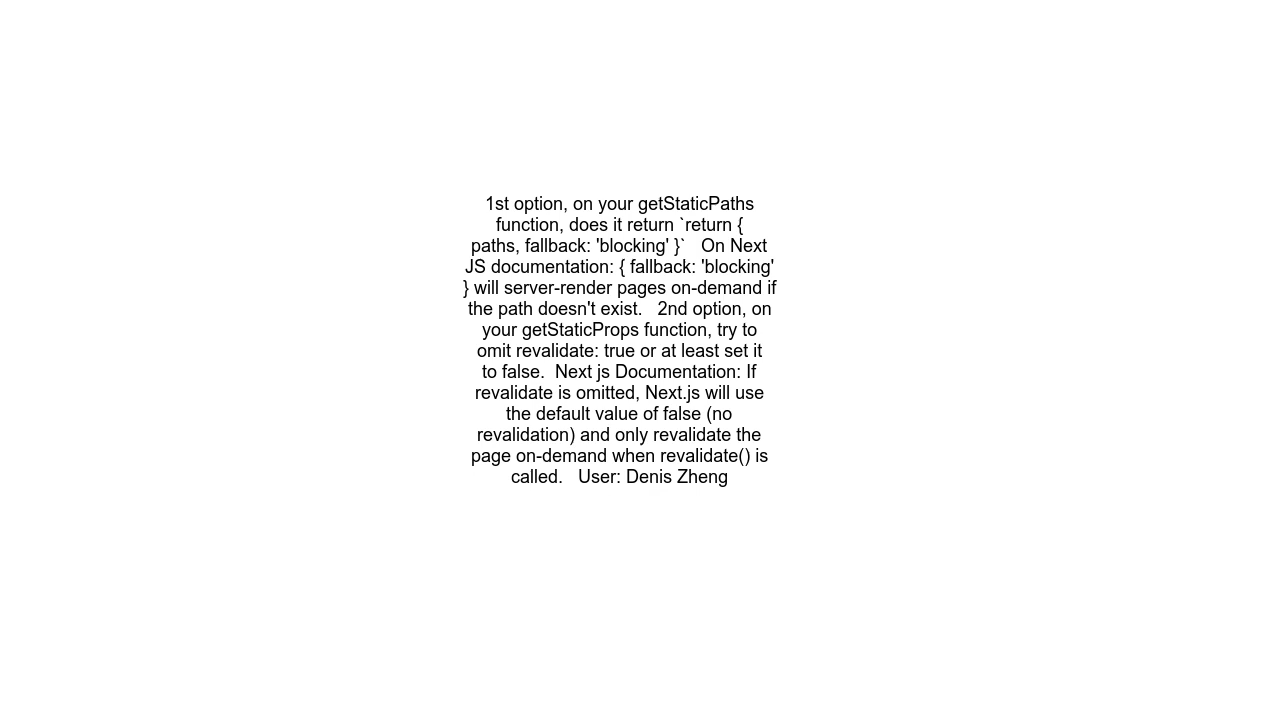 1st option, on your getStaticPaths
function, does it return `return {
paths, fallback: 'blocking' }`   On Next
JS documentation: { fallback: 'blocking'
} will server-render pages on-demand if
the path doesn't exist.   2nd option, on
your getStaticProps function, try to
omit revalidate: true or at least set it
to false.  Next js Documentation: If
revalidate is omitted, Next.js will use
the default value of false (no
revalidation) and only revalidate the
page on-demand when revalidate() is
called.   User: Denis Zheng